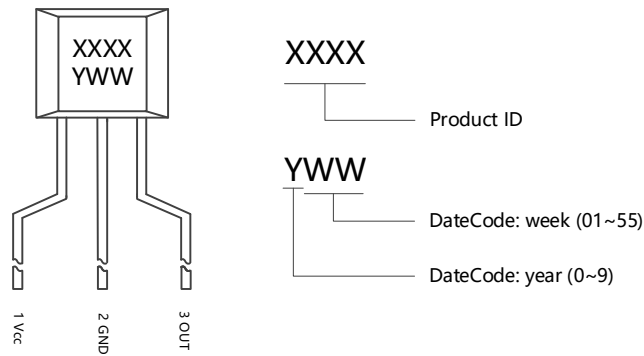 XXXX
YWW
1 Vcc
2 GND
3 OUT
XXXX
Product ID
YWW
DateCode: week (01~55)
DateCode: year (0~9)